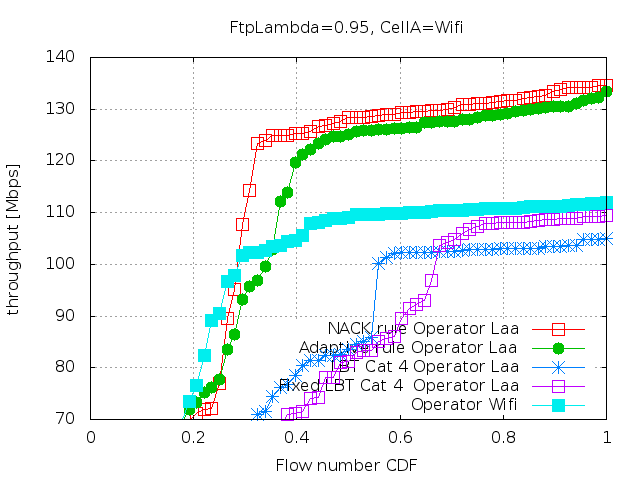 FtpLambda=0.95, CellA=Wifi
throughput [Mbps]
140
130
120
110
100
90
80
70
NACK rule Operator Laa
Adaptive rule Operator Laa
LBT Cat 4 Operator Laa
Fixed LBT Cat 4 Operator Laa
Operator Wifi
0
0.2
0.4
0.6
0.8
1
Flow number CDF